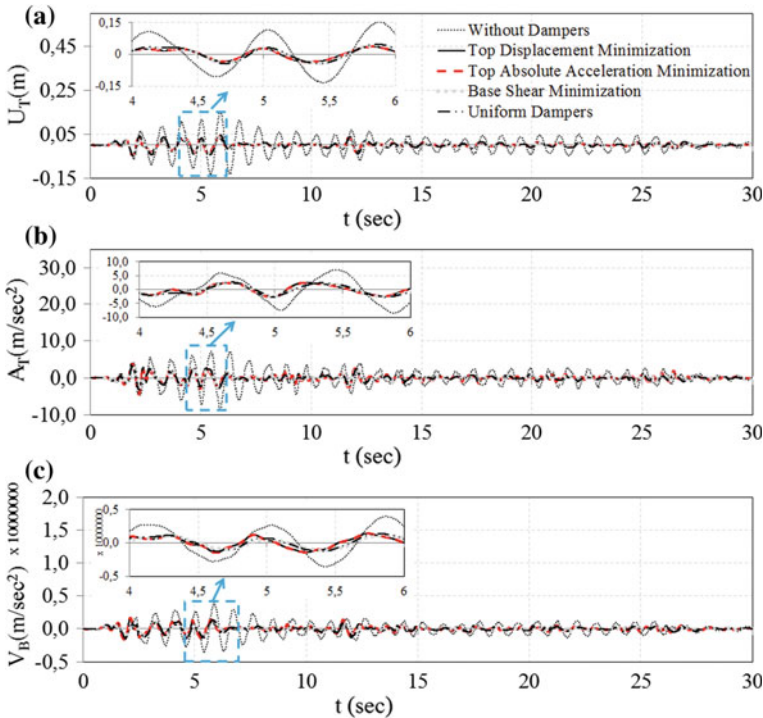 (a)
U_T(m)
0,45
0,25
0,05
-0,15
0,15
0
-0,15
4 4,5 5 5,5 6
Without Dampers
Top Displacement Minimization
Top Absolute Acceleration Minimization
Base Shear Minimization
Uniform Dampers
0 5 10 15 20 25 30
t (sec)
(b)
A_T(m/sec²)
30,0
20,0
10,0
0,0
-10,0
10,0
5,0
0,0
-5,0
-10,0
4 4,5 5 5,5 6
0 5 10 15 20 25 30
t (sec)
(c)
V_B(m/sec²) x 10000000
2,0
1,5
1,0
0,5
0,0
-0,5
x 10000000
0,5
0,0
-0,5
4 4,5 5 5,5 6
0 5 10 15 20 25 30
t (sec)